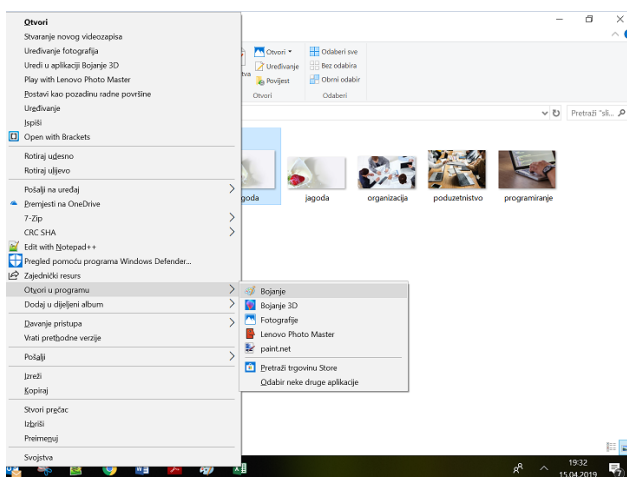 Otvori
Stvaranje novog videozapisa
Uređivanje fotografija
Uredi u aplikaciji Bojanje 3D
Play with Lenovo Photo Master
Postavi kao pozadinu radne površine
Uređivanje
Ispiši
Open with Brackets
Rotiraj udesno
Rotiraj ulijevo
Pošalji na uređaj
Premjesti na OneDrive
7-Zip
CRC SHA
Edit with Notepad++
Pregled pomoću programa Windows Defender...
Zajednički resurs
Otvori u programu
Dodaj u dijeljeni album
Davanje pristupa
Vrati prethodne verzije
Pošalji
Izreži
Kopiraj
Stvori prečac
Izbriši
Preimenuj
Svojstva
Bojanje
Bojanje 3D
Fotografije
Lenovo Photo Master
paint.net
Pretraži trgovinu Store
Odabir neke druge aplikacije
tva
Otvori
Uređivanje
Povijest
Otvori
Odaberi sve
Bez odabira
Obrni odabir
Odaberi
Pretraži "sli...
goda
jagoda
organizacija
poduzetnistvo
programiranje
19:32
15.04.2019
7